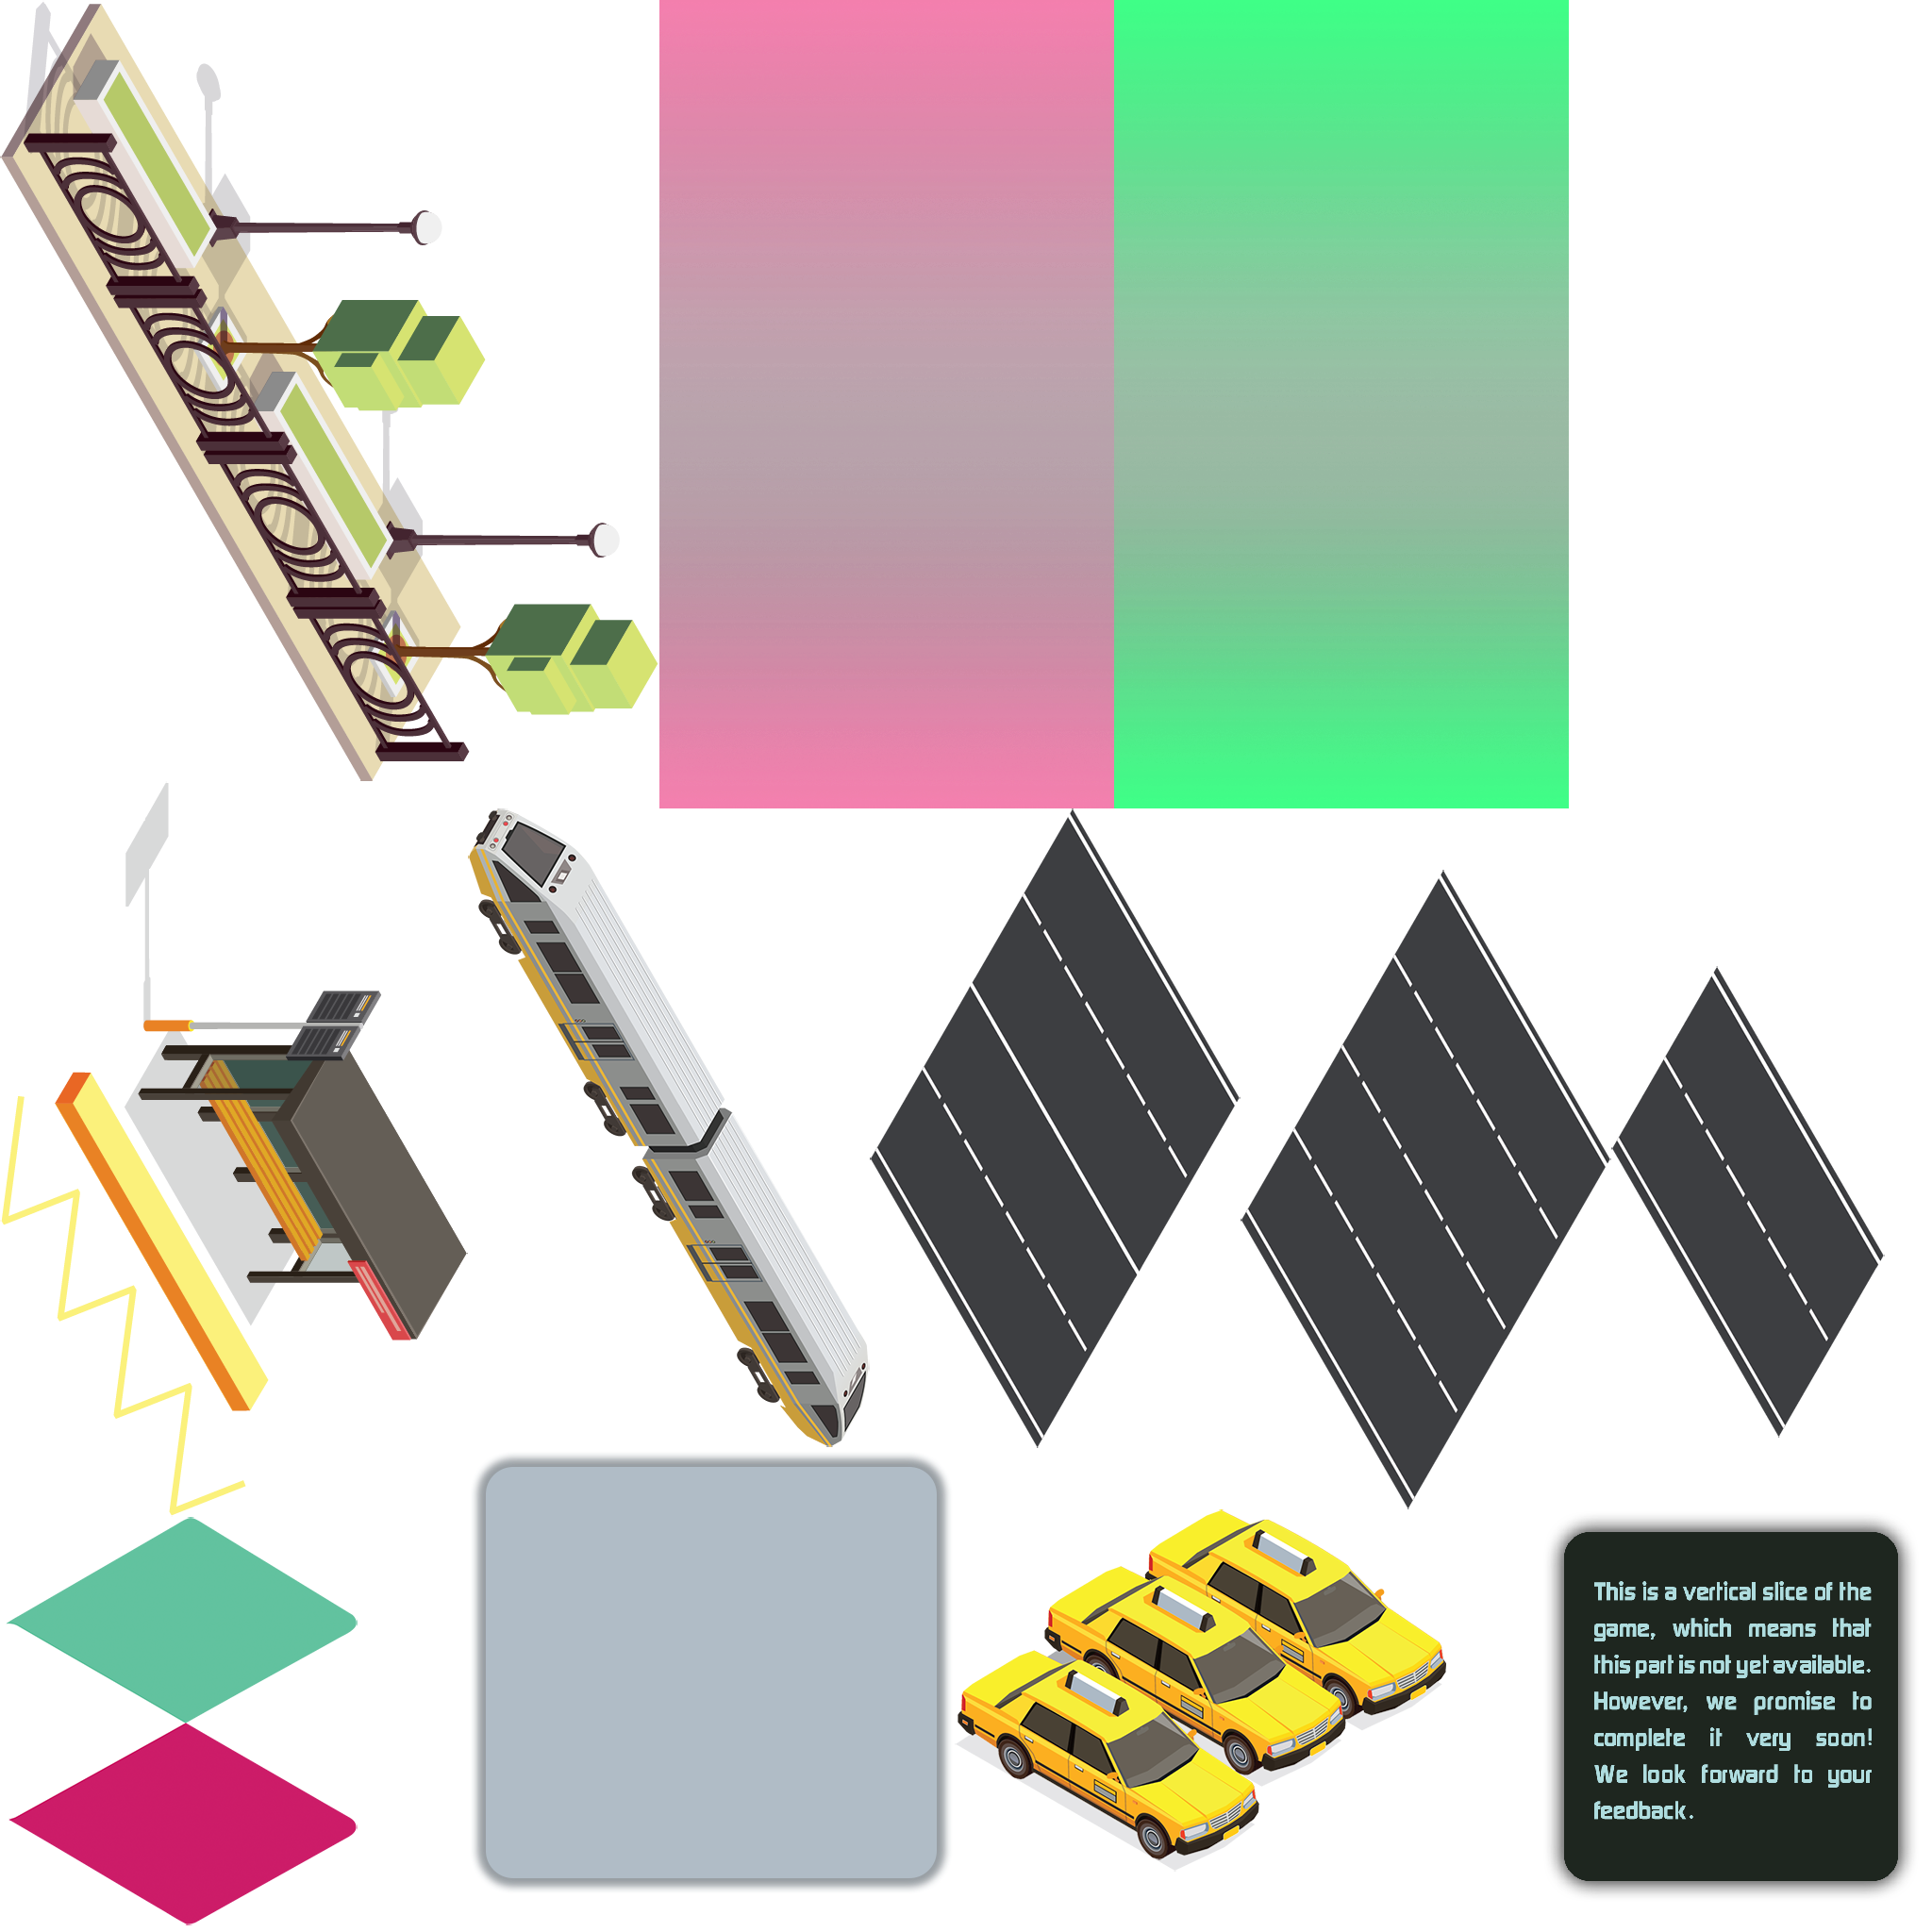 This is a vertical slice of the
game, which means that
this part is not yet available.
However, we promise to
complete it very soon!
We look forward to your
feedback.